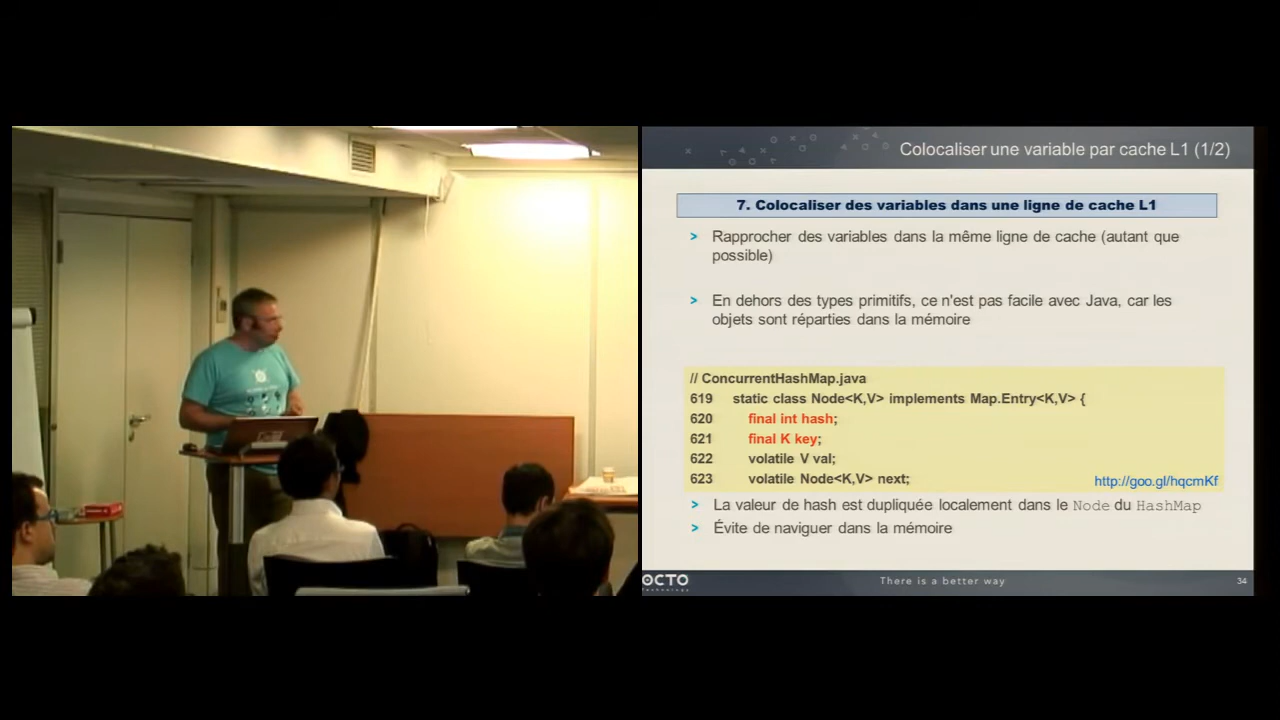 Colocaliser une variable par cache L1 (1/2)
7. Colocaliser des variables dans une ligne de cache L1
> Rapprocher des variables dans la même ligne de cache (autant que
possible)
> En dehors des types primitifs, ce n'est pas facile avec Java, car les
objets sont réparties dans la mémoire
// ConcurrentHashMap.java
619 static class Node<K,V> implements Map.Entry<K,V> {
620 final int hash;
621 final K key;
622 volatile V val;
623 volatile Node<K,V> next;
http://goo.gl/hqcmKf
> La valeur de hash est dupliquée localement dans le Node du HashMap
> Évite de naviguer dans la mémoire
OCTO
Technology
There is a better way
34